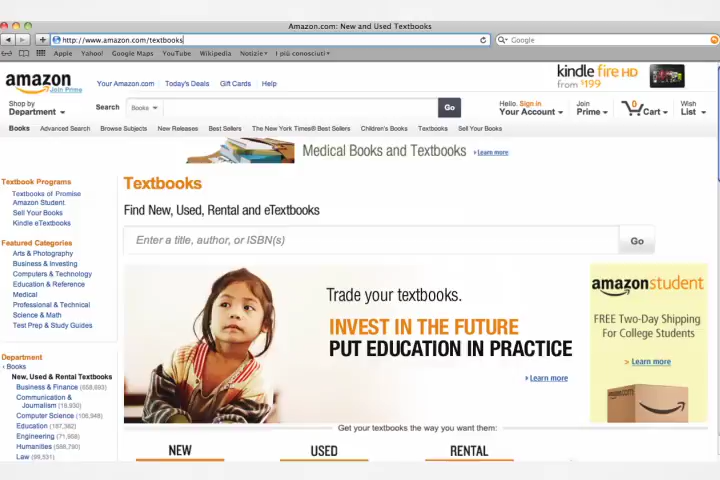 Amazon.com: New and Used Textbooks
http://www.amazon.com/textbooks
Google
Apple Yahoo! Google Maps YouTube Wikipedia Notizie I più conosciuti
amazon
Join Prime
Your Amazon.com Today's Deals Gift Cards Help
kindle fire HD
from $199
Shop by
Department
Search Books Go
Hello. Sign in
Your Account
Join
Prime
0
Cart
Wish
List
Books Advanced Search Browse Subjects New Releases Best Sellers The New York Times® Best Sellers Children's Books Textbooks Sell Your Books
Medical Books and Textbooks Learn more
Textbook Programs
Textbooks of Promise
Amazon Student
Sell Your Books
Kindle eTextbooks
Featured Categories
Arts & Photography
Business & Investing
Computers & Technology
Education & Reference
Medical
Professional & Technical
Science & Math
Test Prep & Study Guides
Department
‹ Books
New, Used & Rental Textbooks
Business & Finance (658,693)
Communication &
Journalism
Computer Science
Education
Engineering
Humanities
Law
Textbooks
Find New, Used, Rental and eTextbooks
Enter a title, author, or ISBN(s) Go
Trade your textbooks.
INVEST IN THE FUTURE
PUT EDUCATION IN PRACTICE
Learn more
amazonstudent
FREE Two-Day Shipping
For College Students
> Learn more
Get your textbooks the way you want them:
NEW USED RENTAL